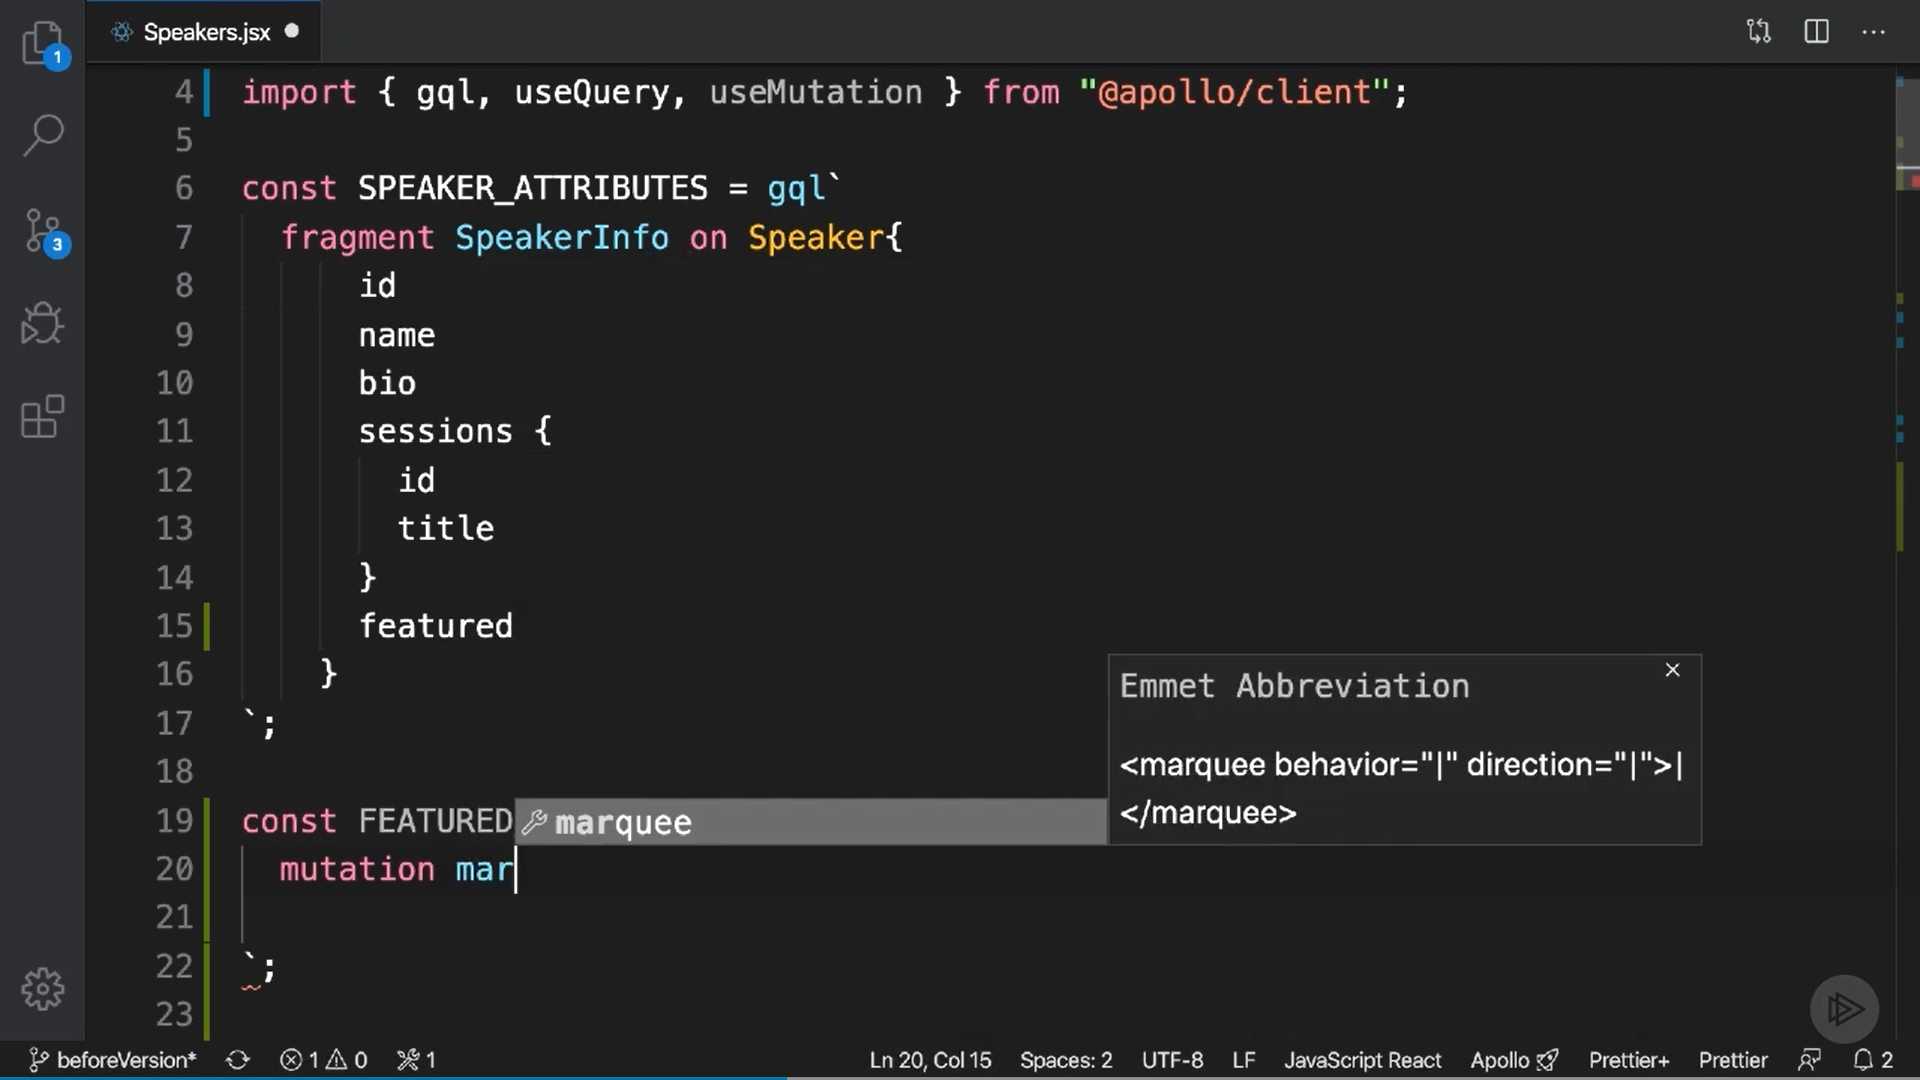 Speakers.jsx
1
4 import { gql, useQuery, useMutation } from "@apollo/client";
5
6 const SPEAKER_ATTRIBUTES = gql`
7 fragment SpeakerInfo on Speaker{
8 id
9 name
10 bio
11 sessions {
12 id
13 title
14 }
15 featured
16 }
17 `;
18
19 const FEATURED
20 mutation mar
21
22 `;
23
3
marquee
Emmet Abbreviation
<marquee behavior="|" direction="|">|
</marquee>
beforeVersion* 1 0 1 Ln 20, Col 15 Spaces: 2 UTF-8 LF JavaScript React Apollo Prettier+ Prettier 2